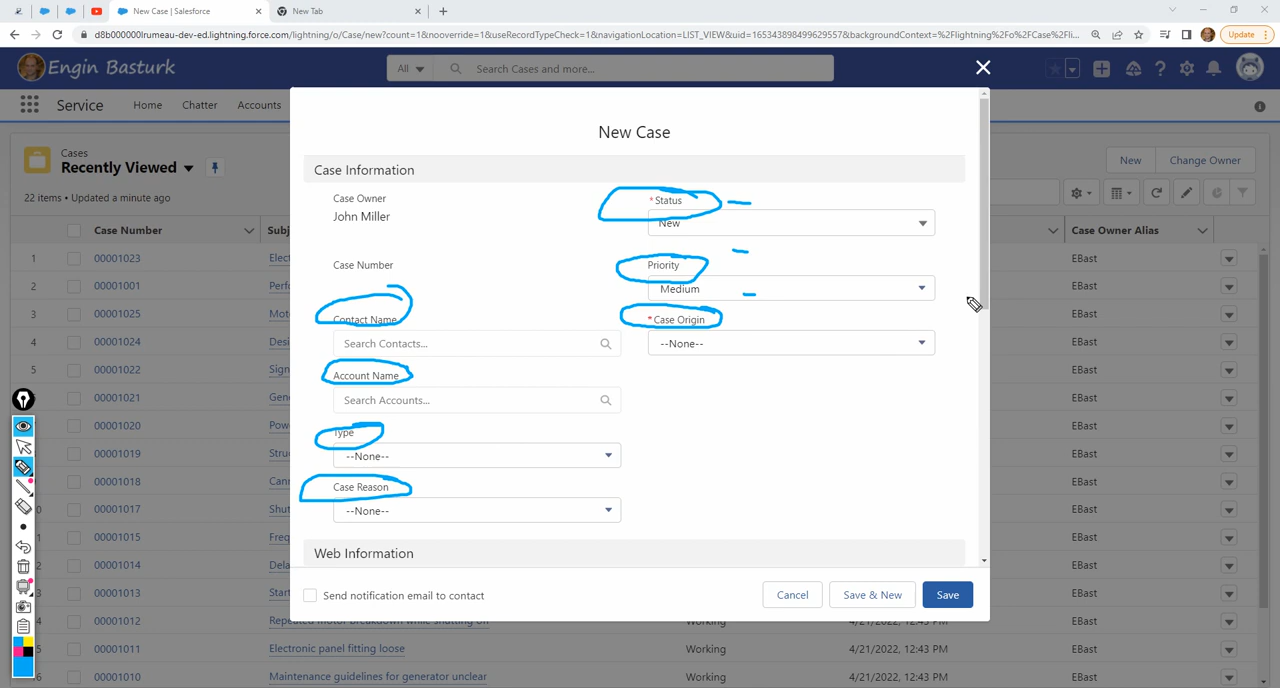 New Case | Salesforce
New Tab
d8b000000lrumeau-dev-ed.lightning.force.com/lightning/o/Case/new?count=1&nooverride=1&useRecordTypeCheck=1&navigationLocation=LIST_VIEW&uid=165343898499629557&backgroundContext=%2Flightning%2Fo%2FCase%2Fli...
Update
Engin Basturk
All
Search Cases and more...
Service
Home
Chatter
Accounts
Cases
Recently Viewed
22 items • Updated a minute ago
New
Change Owner
Case Number
Case Owner Alias
1 00001023 EBast
2 00001001 EBast
3 00001025 EBast
4 00001024 EBast
5 00001022 EBast
00001021 EBast
00001020 EBast
00001019 EBast
00001018 EBast
00001017 EBast
00001015 EBast
00001014 EBast
00001013 EBast
00001012 Repeated motor breakdown while shutting off Working 4/21/2022, 12:43 PM EBast
00001011 Electronic panel fitting loose Working 4/21/2022, 12:43 PM EBast
00001010 Maintenance guidelines for generator unclear Working 4/21/2022, 12:43 PM EBast
New Case
Case Information
Case Owner
John Miller
*Status
New
Case Number
Priority
Medium
Contact Name
Search Contacts...
*Case Origin
--None--
Account Name
Search Accounts...
Type
--None--
Case Reason
--None--
Web Information
Send notification email to contact
Cancel
Save & New
Save